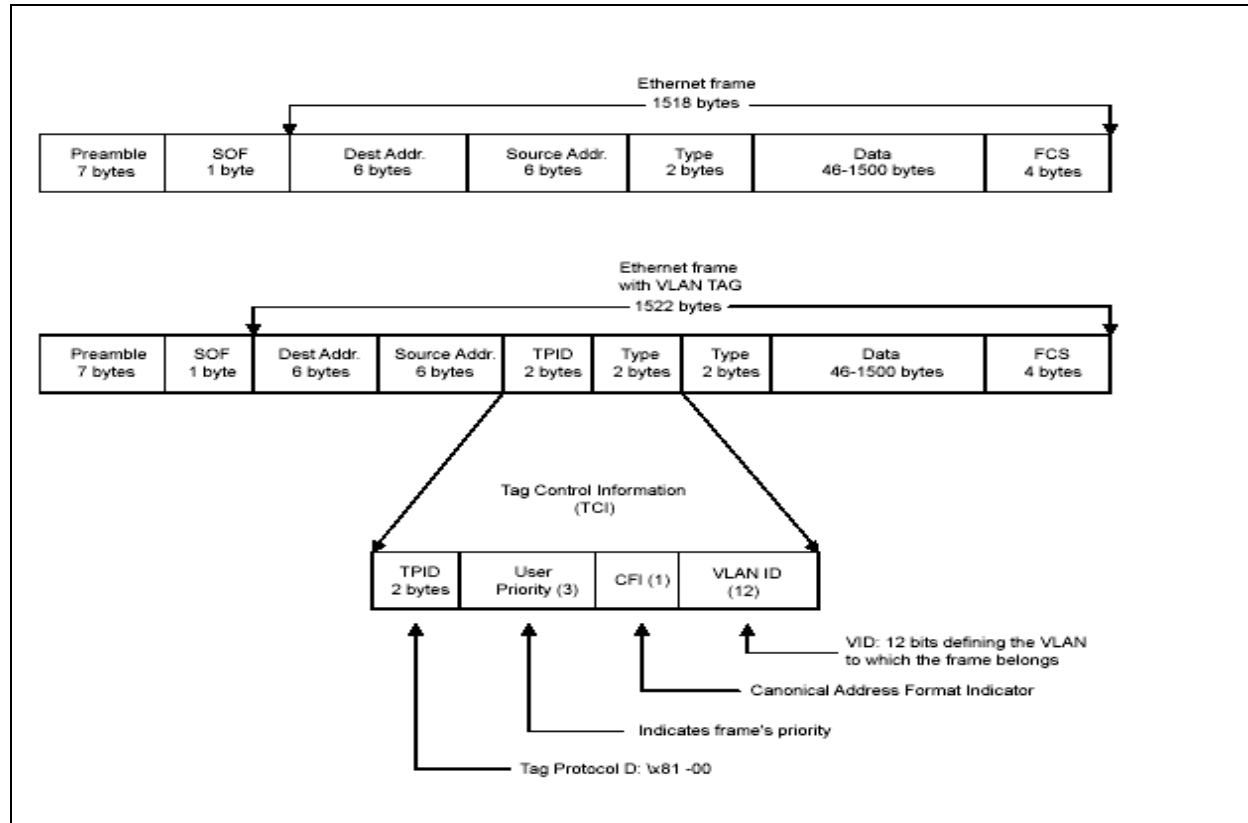 Ethernet frame
1518 bytes
Preamble
7 bytes
SOF
1 byte
Dest Addr.
6 bytes
Source Addr.
6 bytes
Type
2 bytes
Data
46-1500 bytes
FCS
4 bytes
Ethernet frame
with VLAN TAG
1522 bytes
Preamble
7 bytes
SOF
1 byte
Dest Addr.
6 bytes
Source Addr.
6 bytes
TPID
2 bytes
Type
2 bytes
Type
2 bytes
Data
46-1500 bytes
FCS
4 bytes
Tag Control Information
(TCI)
TPID
2 bytes
User
Priority (3)
CFI (1)
VLAN ID
(12)
VID: 12 bits defining the VLAN
to which the frame belongs
Canonical Address Format Indicator
Indicates frame's priority
Tag Protocol D: \x81 -00